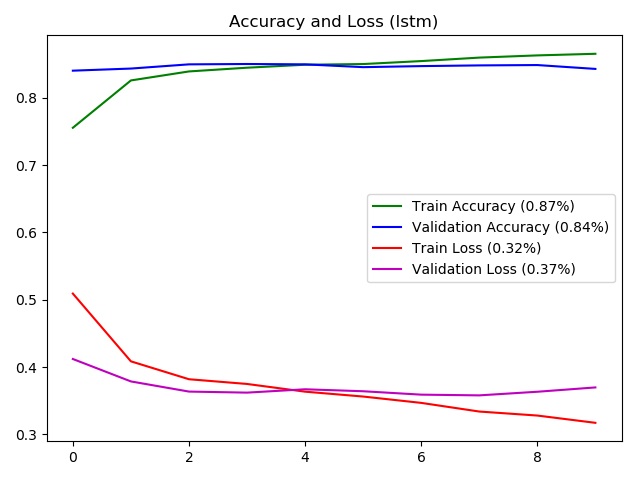 Accuracy and Loss (lstm)
0.8
0.7
0.6
0.5
0.4
0.3
Train Accuracy (0.87%)
Validation Accuracy (0.84%)
Train Loss (0.32%)
Validation Loss (0.37%)
0 2 4 6 8